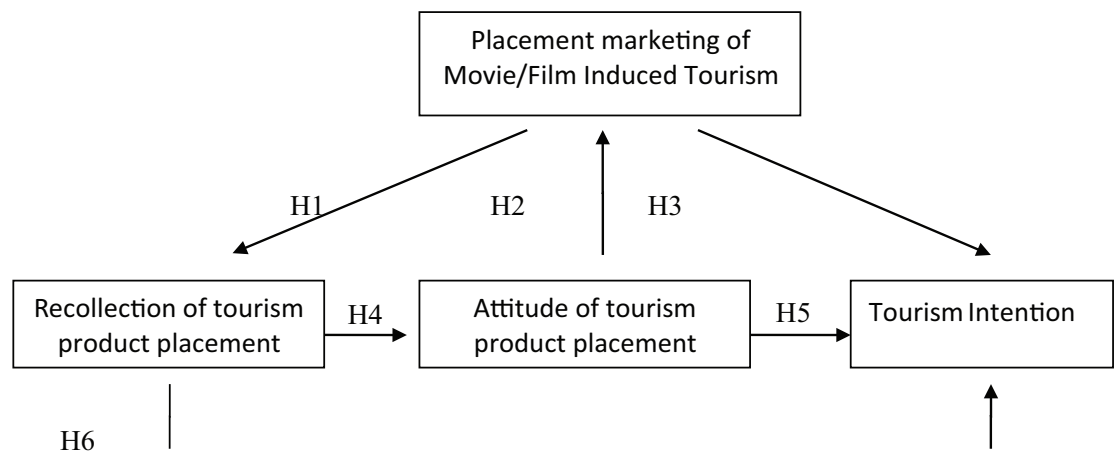 Placement marketing of
Movie/Film Induced Tourism
H1
H2
H3
Recollection of tourism
product placement
H4
Attitude of tourism
product placement
H5
Tourism Intention
H6